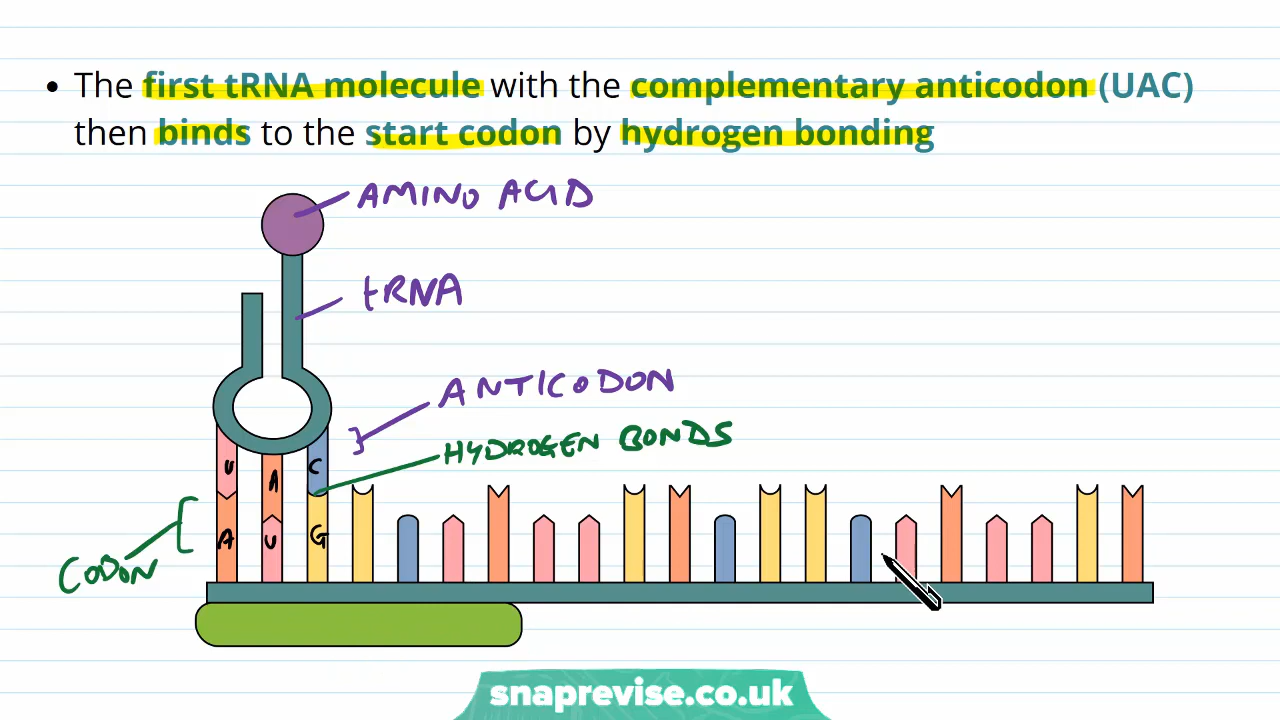 • The first tRNA molecule with the complementary anticodon (UAC)
then binds to the start codon by hydrogen bonding
AMINO ACID
tRNA
ANTICODON
HYDROGEN BONDS
U A C
A U G
CODON
snaprevise.co.uk